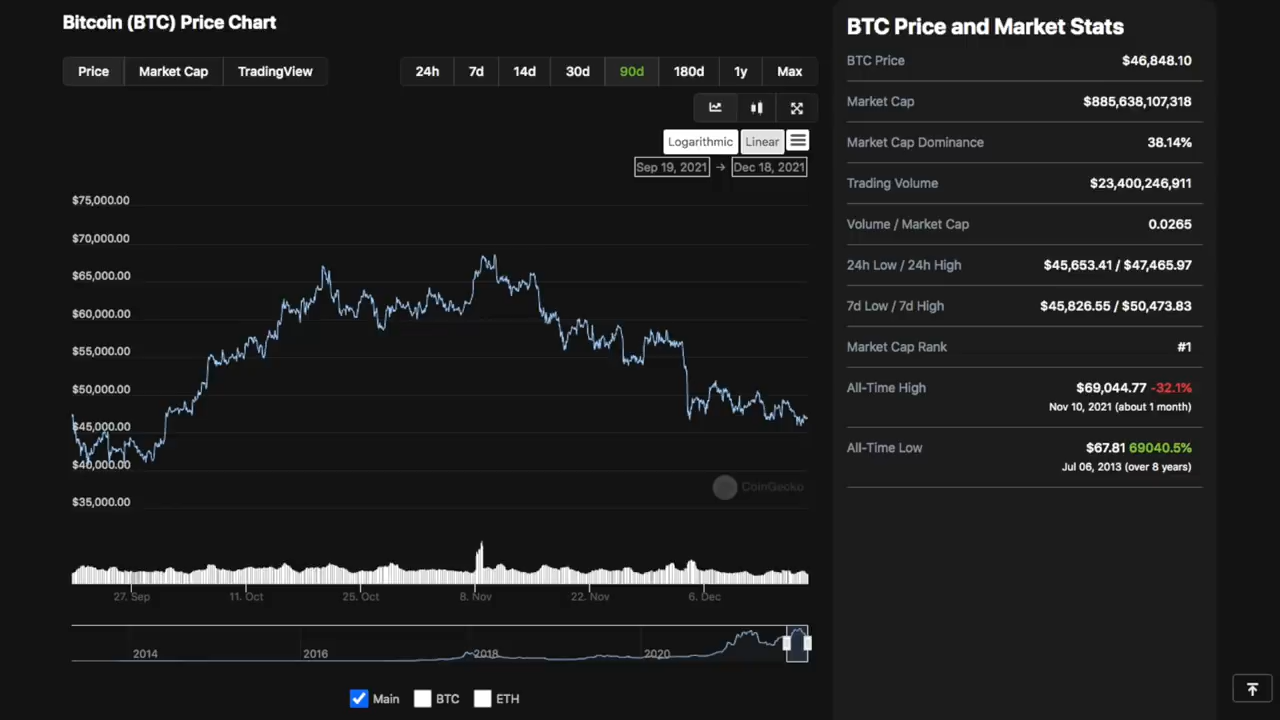 Bitcoin (BTC) Price Chart
Price Market Cap TradingView 24h 7d 14d 30d 90d 180d 1y Max
Logarithmic Linear
Sep 19, 2021 → Dec 18, 2021
$75,000.00
$70,000.00
$65,000.00
$60,000.00
$55,000.00
$50,000.00
$45,000.00
$40,000.00
$35,000.00
CoinGecko
27. Sep 11. Oct 25. Oct 8. Nov 22. Nov 6. Dec
2014 2016 2018 2020
Main BTC ETH
BTC Price and Market Stats
BTC Price $46,848.10
Market Cap $885,638,107,318
Market Cap Dominance 38.14%
Trading Volume $23,400,246,911
Volume / Market Cap 0.0265
24h Low / 24h High $45,653.41 / $47,465.97
7d Low / 7d High $45,826.55 / $50,473.83
Market Cap Rank #1
All-Time High $69,044.77 -32.1%
Nov 10, 2021 (about 1 month)
All-Time Low $67.81 69040.5%
Jul 06, 2013 (over 8 years)